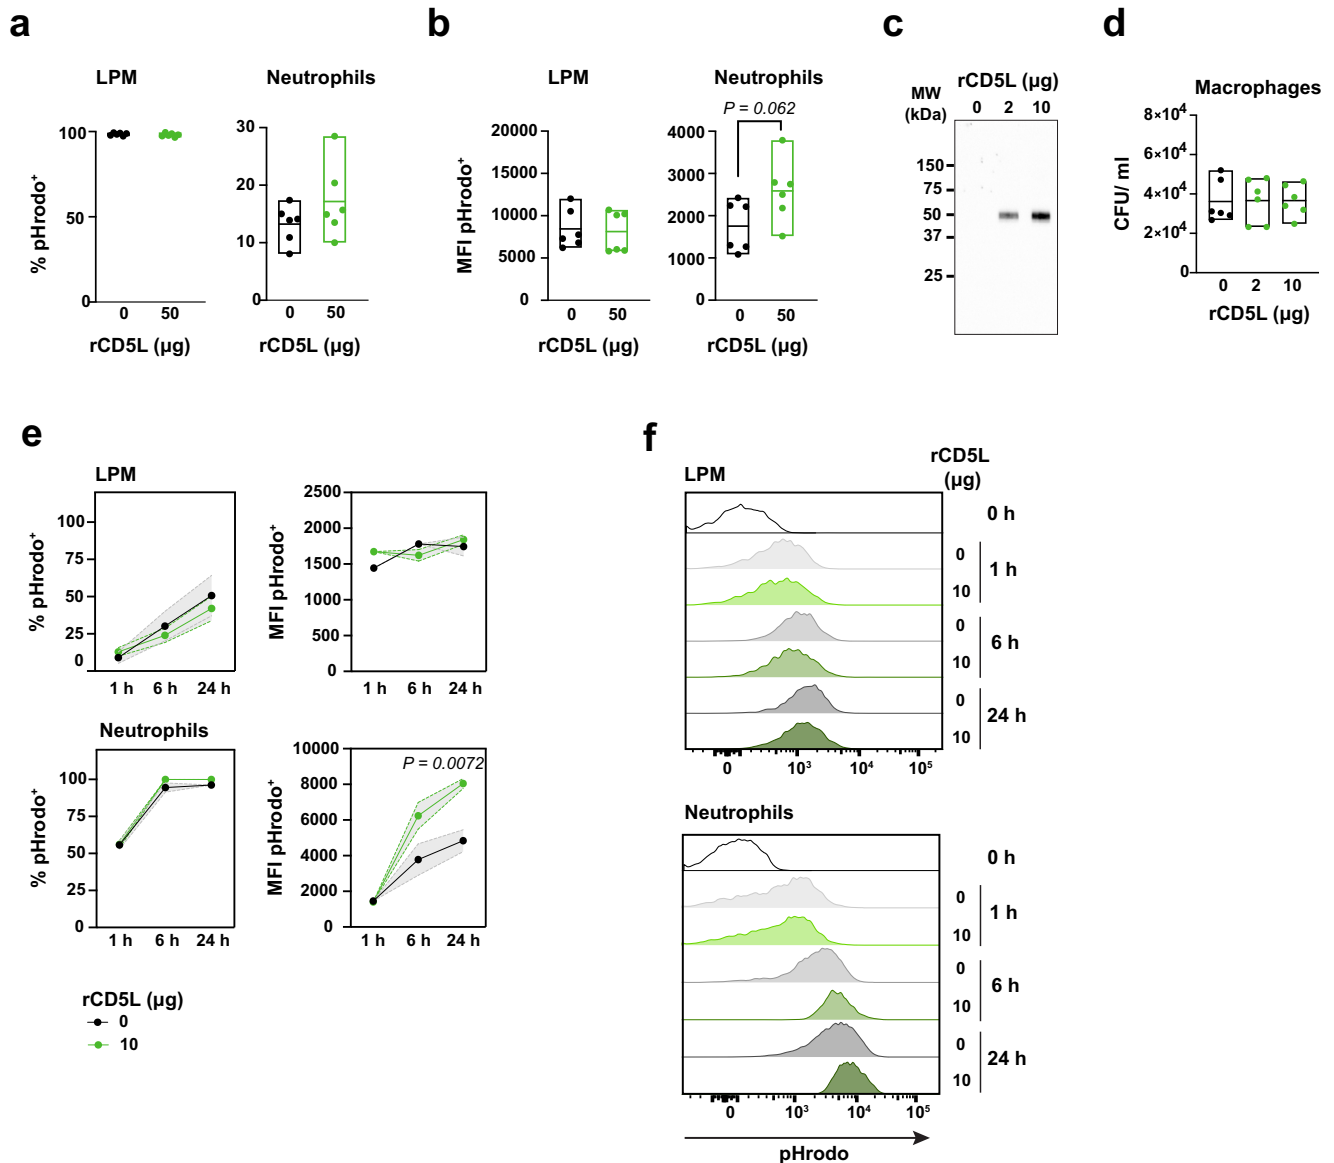 a
LPM
Neutrophils
% pHrodo⁺
100
50
0
0
50
rCD5L (µg)
30
20
10
0
0
50
rCD5L (µg)
b
LPM
Neutrophils
P = 0.062
MFI pHrodo⁺
20000
15000
10000
5000
0
0
50
rCD5L (µg)
4000
3000
2000
1000
0
0
50
rCD5L (µg)
c
rCD5L (µg)
MW
(kDa)
0 2 10
150
75
50
37
25
d
Macrophages
CFU/ ml
8×10⁴
6×10⁴
4×10⁴
2×10⁴
0
0 2 10
rCD5L (µg)
e
LPM
% pHrodo⁺
100
75
50
25
0
1 h 6 h 24 h
MFI pHrodo⁺
2500
2000
1500
1000
500
0
1 h 6 h 24 h
Neutrophils
% pHrodo⁺
100
75
50
25
0
1 h 6 h 24 h
MFI pHrodo⁺
10000
8000
6000
4000
2000
0
P = 0.0072
1 h 6 h 24 h
rCD5L (µg)
0
10
f
LPM
rCD5L
(µg)
0 h
0
10
1 h
0
10
6 h
0
10
24 h
0 10³ 10⁴ 10⁵
Neutrophils
0 h
0
10
1 h
0
10
6 h
0
10
24 h
0 10³ 10⁴ 10⁵
pHrodo